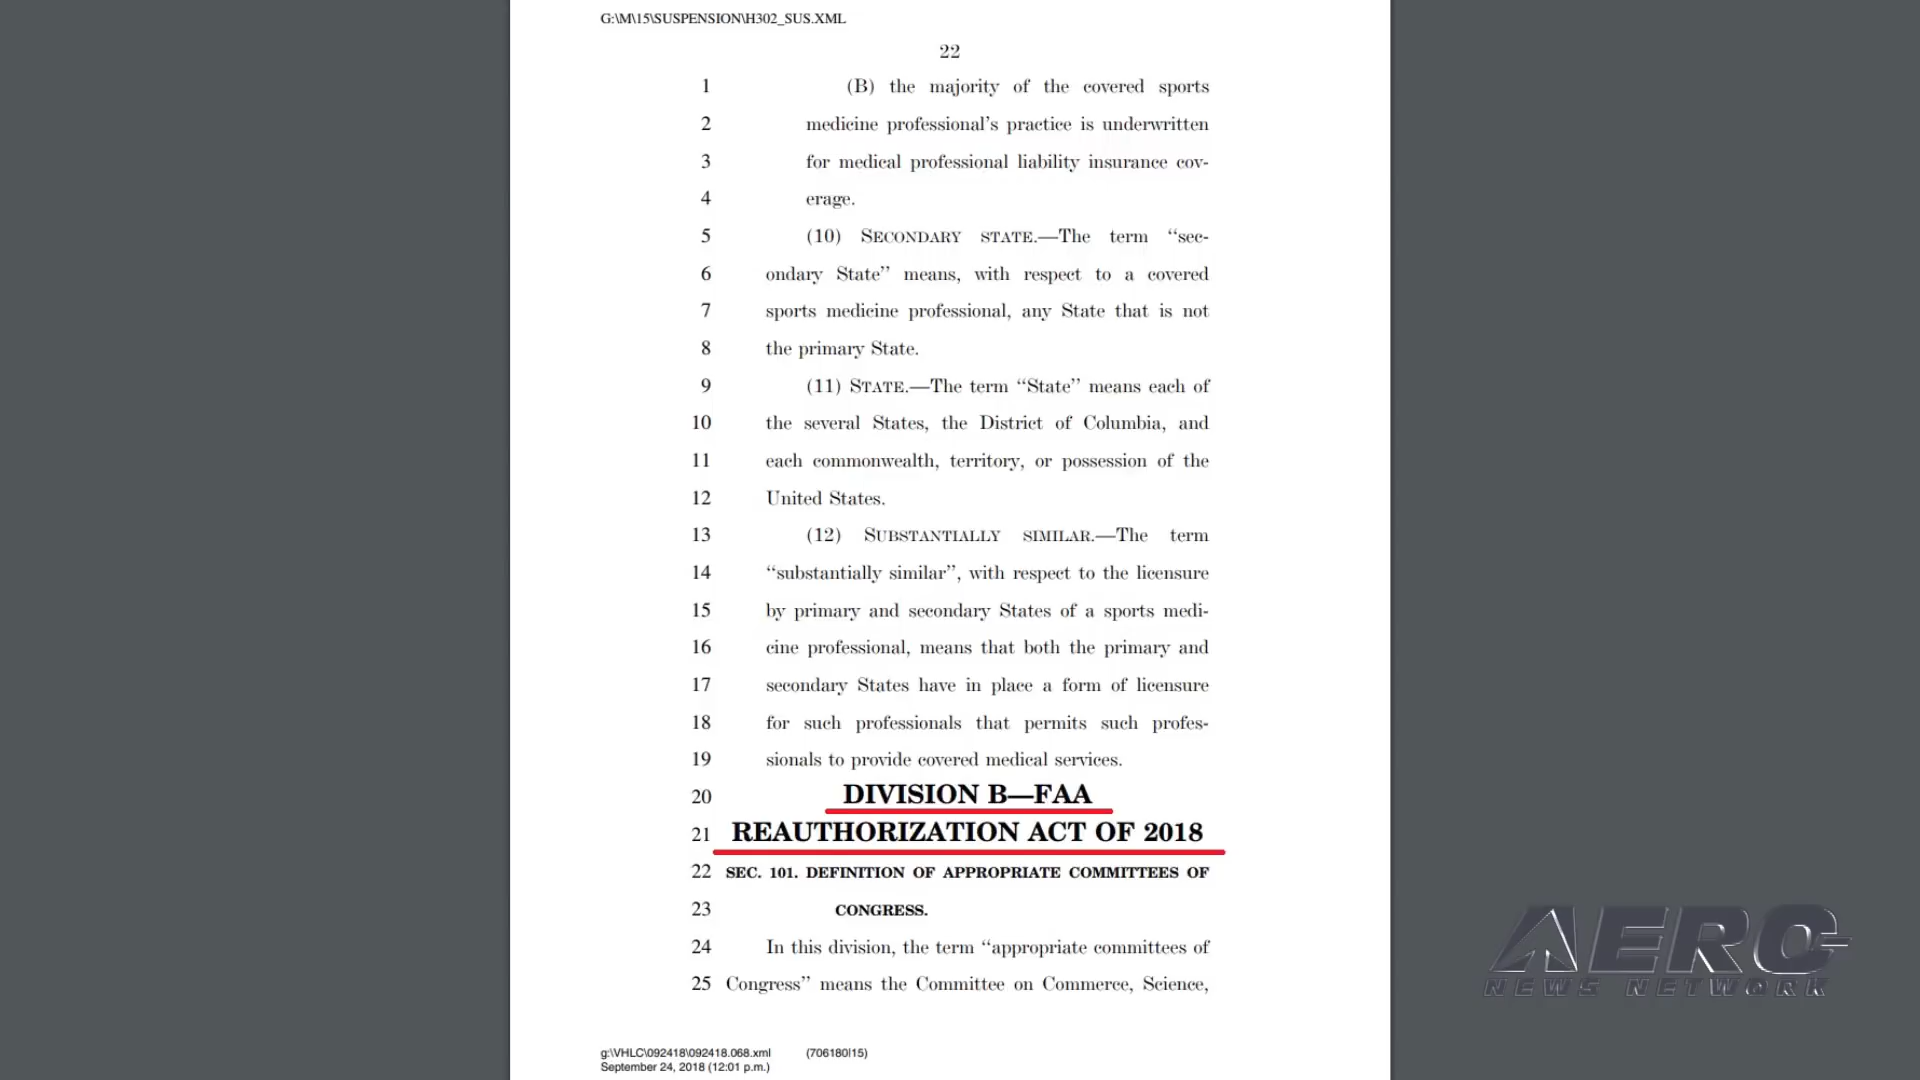 G:\M\15\SUSPENSION\H302_SUS.XML
22
1 (B) the majority of the covered sports
2 medicine professional’s practice is underwritten
3 for medical professional liability insurance cov-
4 erage.
5 (10) SECONDARY STATE.—The term ‘‘sec-
6 ondary State’’ means, with respect to a covered
7 sports medicine professional, any State that is not
8 the primary State.
9 (11) STATE.—The term ‘‘State’’ means each of
10 the several States, the District of Columbia, and
11 each commonwealth, territory, or possession of the
12 United States.
13 (12) SUBSTANTIALLY SIMILAR.—The term
14 ‘‘substantially similar’’, with respect to the licensure
15 by primary and secondary States of a sports medi-
16 cine professional, means that both the primary and
17 secondary States have in place a form of licensure
18 for such professionals that permits such profes-
19 sionals to provide covered medical services.
20 DIVISION B—FAA
21 REAUTHORIZATION ACT OF 2018
22 SEC. 101. DEFINITION OF APPROPRIATE COMMITTEES OF
23 CONGRESS.
24 In this division, the term ‘‘appropriate committees of
25 Congress’’ means the Committee on Commerce, Science,
g:\VHLC\092418\092418.068.xml (706180|15)
September 24, 2018 (12:01 p.m.)
AERO
NEWS NETWORK